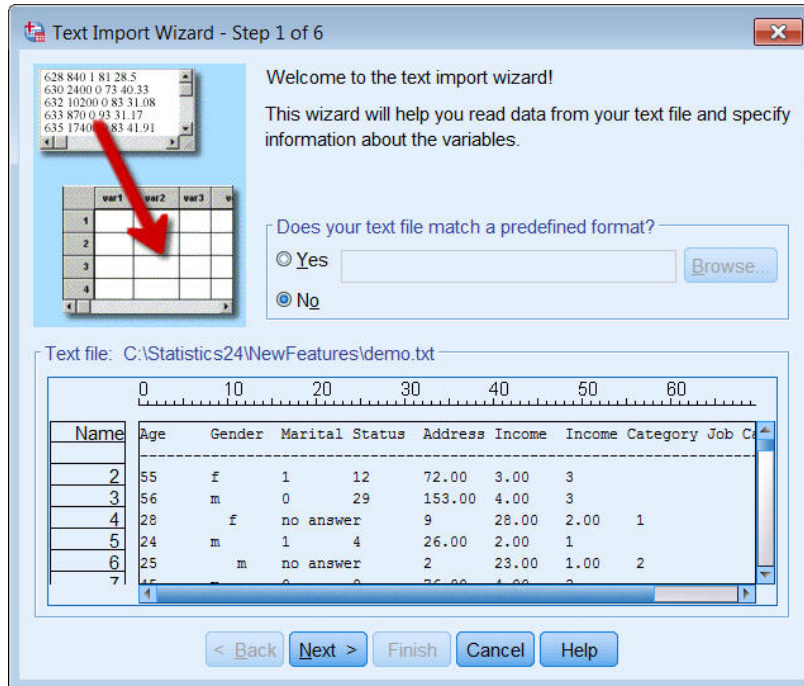 Text Import Wizard - Step 1 of 6
628 840 1 81 28.5
630 2400 0 73 40.33
632 10200 0 83 31.08
633 870 0 93 31.17
635 1740 0 83 41.91
var1 var2 var3
1
2
3
4
Welcome to the text import wizard!
This wizard will help you read data from your text file and specify
information about the variables.
Does your text file match a predefined format?
Yes
Browse...
No
Text file: C:\Statistics24\NewFeatures\demo.txt
0 10 20 30 40 50 60
Name Age Gender Marital Status Address Income Income Category Job
2 55 f 1 12 72.00 3.00 3
3 56 m 0 29 153.00 4.00 3
4 28 f no answer 9 28.00 2.00 1
5 24 m 1 4 26.00 2.00 1
6 25 m no answer 2 23.00 1.00 2
7
< Back Next > Finish Cancel Help